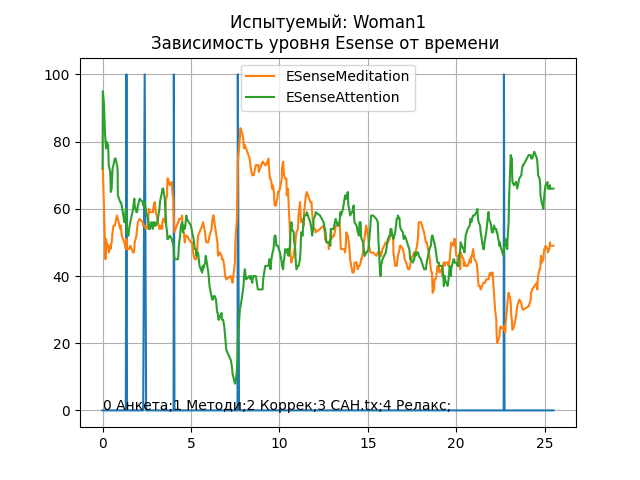 Испытуемый: Woman1
Зависимость уровня Esense от времени
ESenseMeditation
ESenseAttention
100
80
60
40
20
0
0 Анкета;1 Методи;2 Коррек;3 САН.tx;4 Релакс;
0 5 10 15 20 25